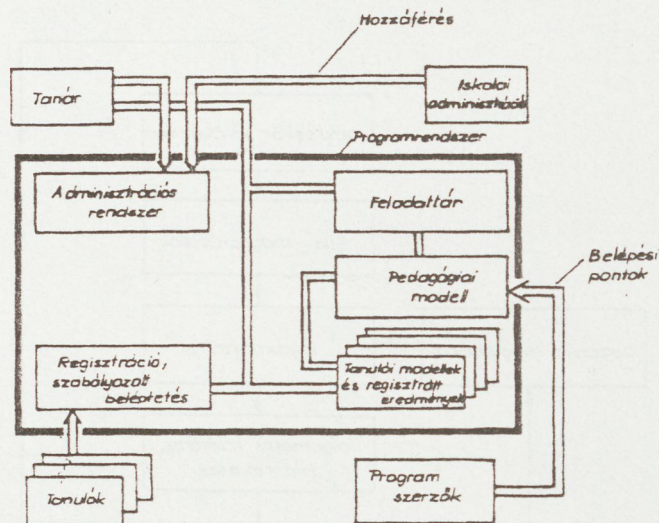 Hozzáférés
Tanár
Iskolai
adminisztráció
Programrendszer
Adminisztrációs
rendszer
Feladattár
Belépési
pontok
Pedagógiai
modell
Regisztráció,
szabályozott
beléptetés
Tanulói modellek
és regisztrált
eredmények
Tanulók
Program
szerzők